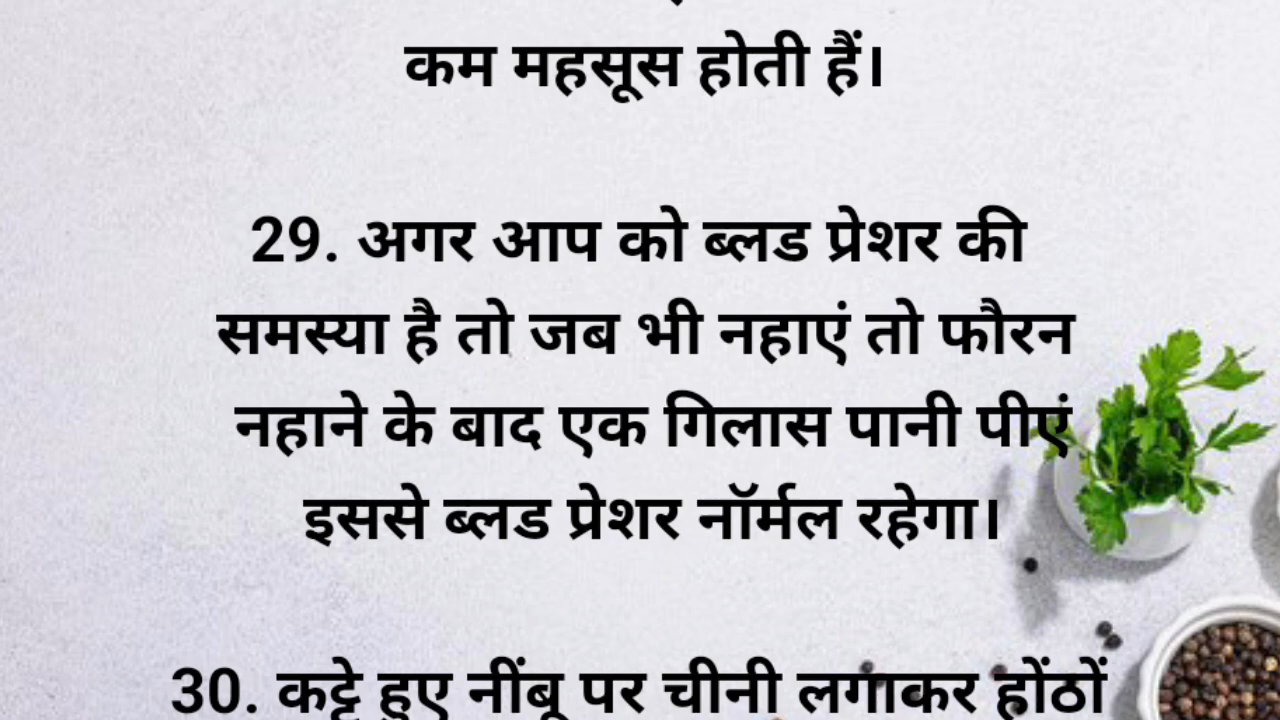 कम महसूस होती हैं।
29. अगर आप को ब्लड प्रेशर की
समस्या है तो जब भी नहाएं तो फौरन
नहाने के बाद एक गिलास पानी पीएं
इससे ब्लड प्रेशर नॉर्मल रहेगा।
30. कट्टे हुए नींबू पर चीनी लगाकर होंठों